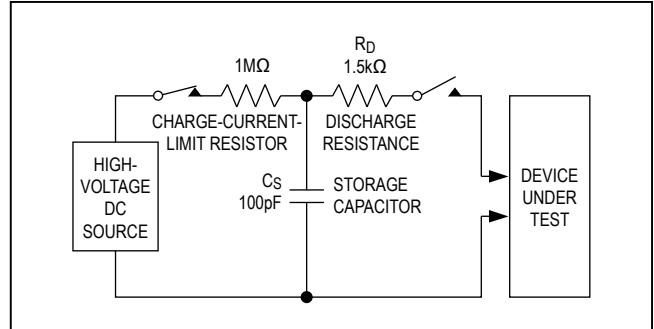 1MΩ
R_D
1.5kΩ
CHARGE-CURRENT-
LIMIT RESISTOR
DISCHARGE
RESISTANCE
HIGH-
VOLTAGE
DC
SOURCE
C_S
100pF
STORAGE
CAPACITOR
DEVICE
UNDER
TEST